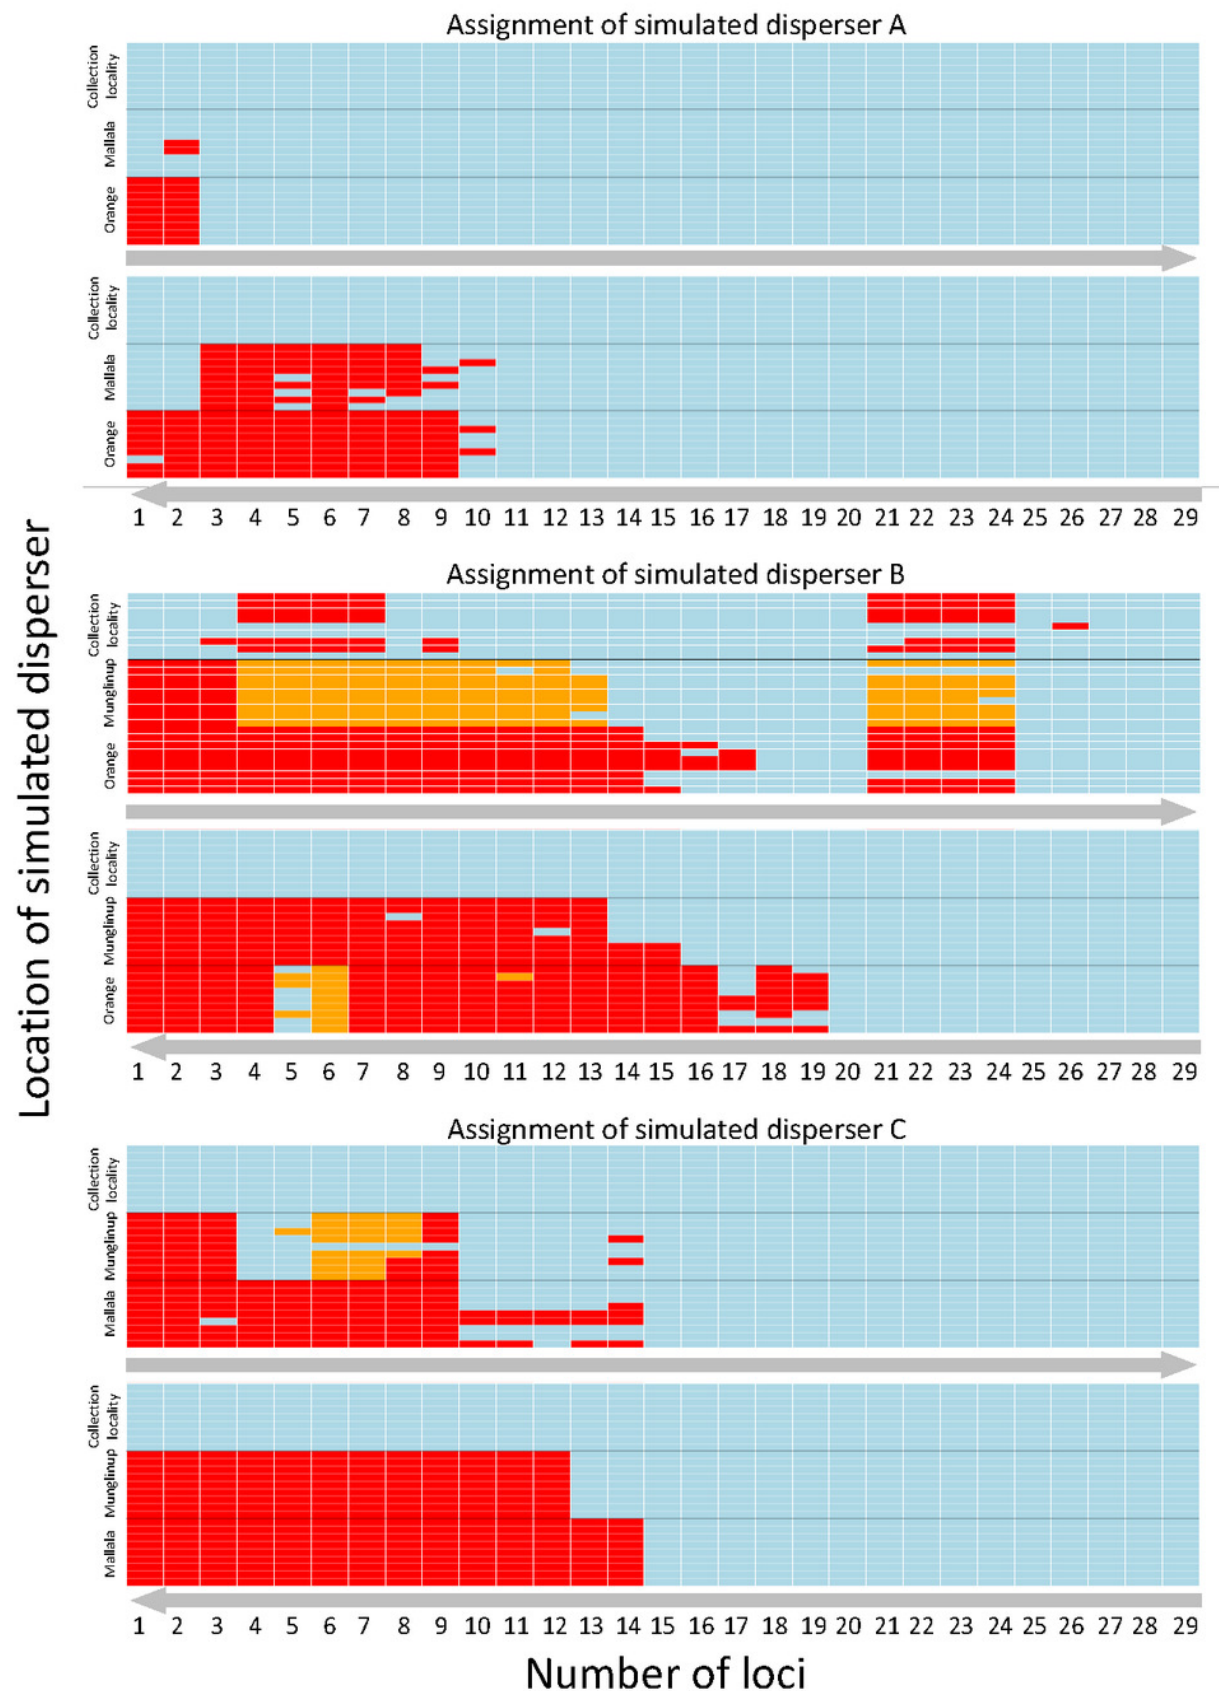 Location of simulated disperser
Assignment of simulated disperser A
Collection
locality
Mallala
Orange
Collection
locality
Mallala
Orange
1 2 3 4 5 6 7 8 9 10 11 12 13 14 15 16 17 18 19 20 21 22 23 24 25 26 27 28 29
Assignment of simulated disperser B
Collection
locality
Munglinup
Orange
Collection
locality
Munglinup
Orange
1 2 3 4 5 6 7 8 9 10 11 12 13 14 15 16 17 18 19 20 21 22 23 24 25 26 27 28 29
Assignment of simulated disperser C
Collection
locality
Munglinup
Mallala
Collection
locality
Munglinup
Mallala
1 2 3 4 5 6 7 8 9 10 11 12 13 14 15 16 17 18 19 20 21 22 23 24 25 26 27 28 29
Number of loci